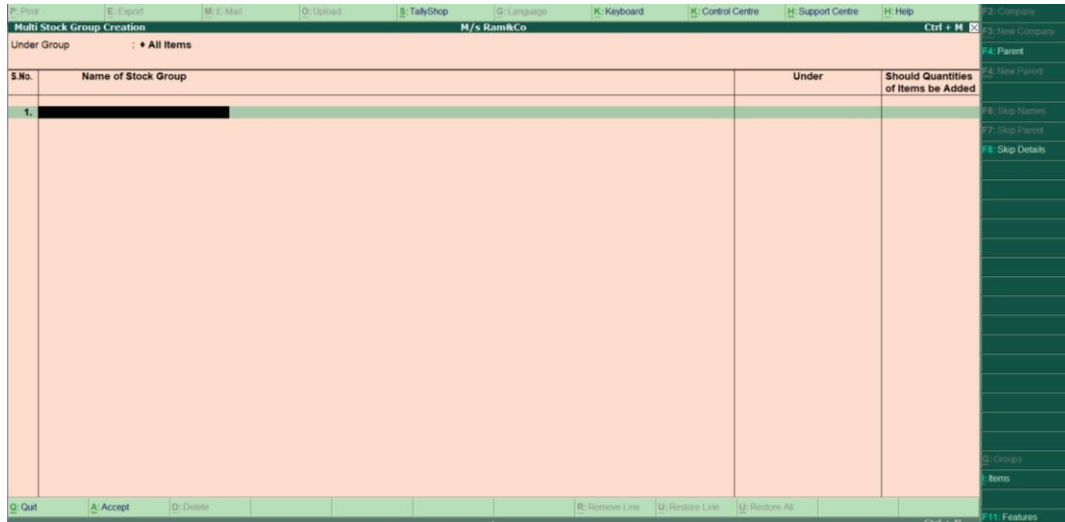 P: Print E: Export M: E-Mail O: Upload S: TallyShop G: Language K: Keyboard K: Control Centre H: Support Centre H: Help
Multi Stock Group Creation M/s Ram&Co Ctrl + M
Under Group : ♦ All Items
S.No. Name of Stock Group Under Should Quantities
of Items be Added
1.
F3: Company
F3: New Company
F4: Parent
F4: New Parent
F6: Skip Names
F7: Skip Parent
F8: Skip Details
G: Groups
I: Items
F11: Features
Q: Quit A: Accept D: Delete R: Remove Line U: Restore Line U: Restore All